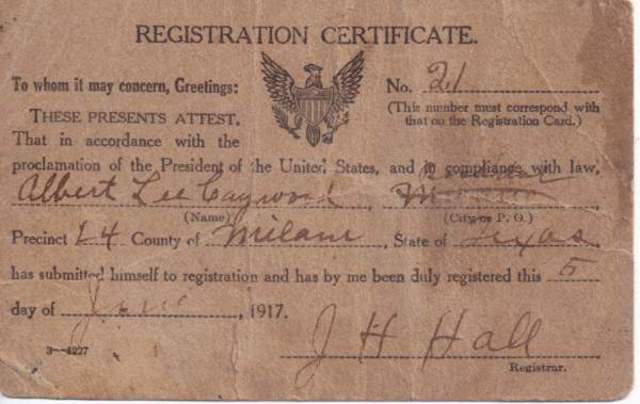 REGISTRATION CERTIFICATE.
To whom it may concern, Greetings:
No. 21
(This number must correspond with
that on the Registration Card.)
THESE PRESENTS ATTEST,
That in accordance with the
proclamation of the President of the United States, and in compliance with law,
Albert Lee Caywood,
(Name) (City or P. O.)
Precinct 24 County of Milam, State of Texas
has submitted himself to registration and has by me been duly registered this 5
day of June, 1917.
J H Hall
3—4227
Registrar.